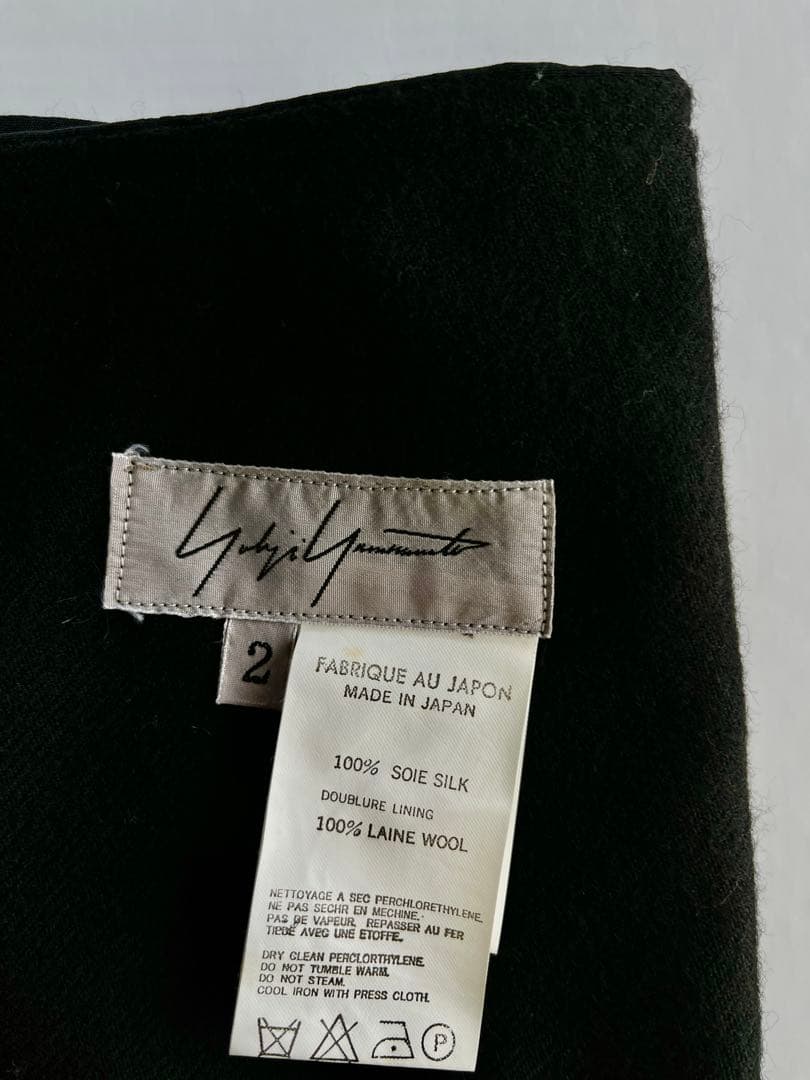 Yohji Yamamoto
2
FABRIQUE AU JAPON
MADE IN JAPAN
100% SOIE SILK
DOUBLURE LINING
100% LAINE WOOL
NETTOYAGE A SEC PERCHLORETHYLENE.
NE PAS SECHR EN MECHINE.
PAS DE VAPEUR, REPASSER AU FER
TIEDE AVEC UNE ETOFFE.
DRY CLEAN PERCLORTHYLENE.
DO NOT TUMBLE WARM.
DO NOT STEAM.
COOL IRON WITH PRESS CLOTH.
P